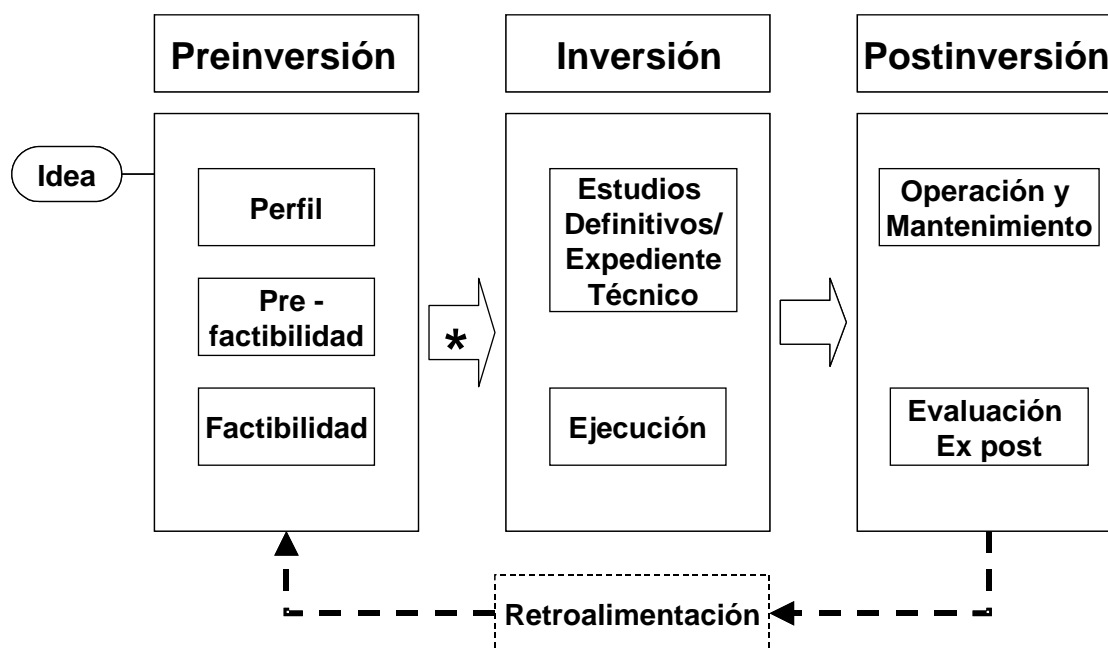 Preinversión
Inversión
Postinversión
Idea
Perfil
Pre -
factibilidad
Factibilidad
*
Estudios
Definitivos/
Expediente
Técnico
Ejecución
Operación y
Mantenimiento
Evaluación
Ex post
Retroalimentación